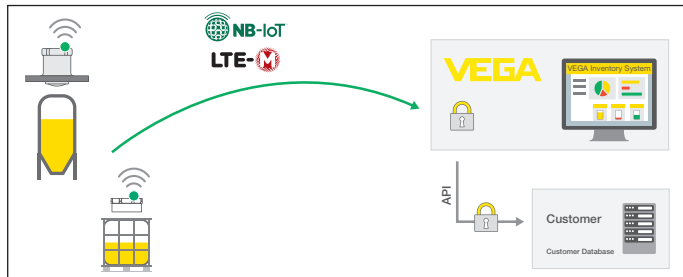 NB-IoT
LTE-M
VEGA
VEGA Inventory System
API
Customer
Customer Database